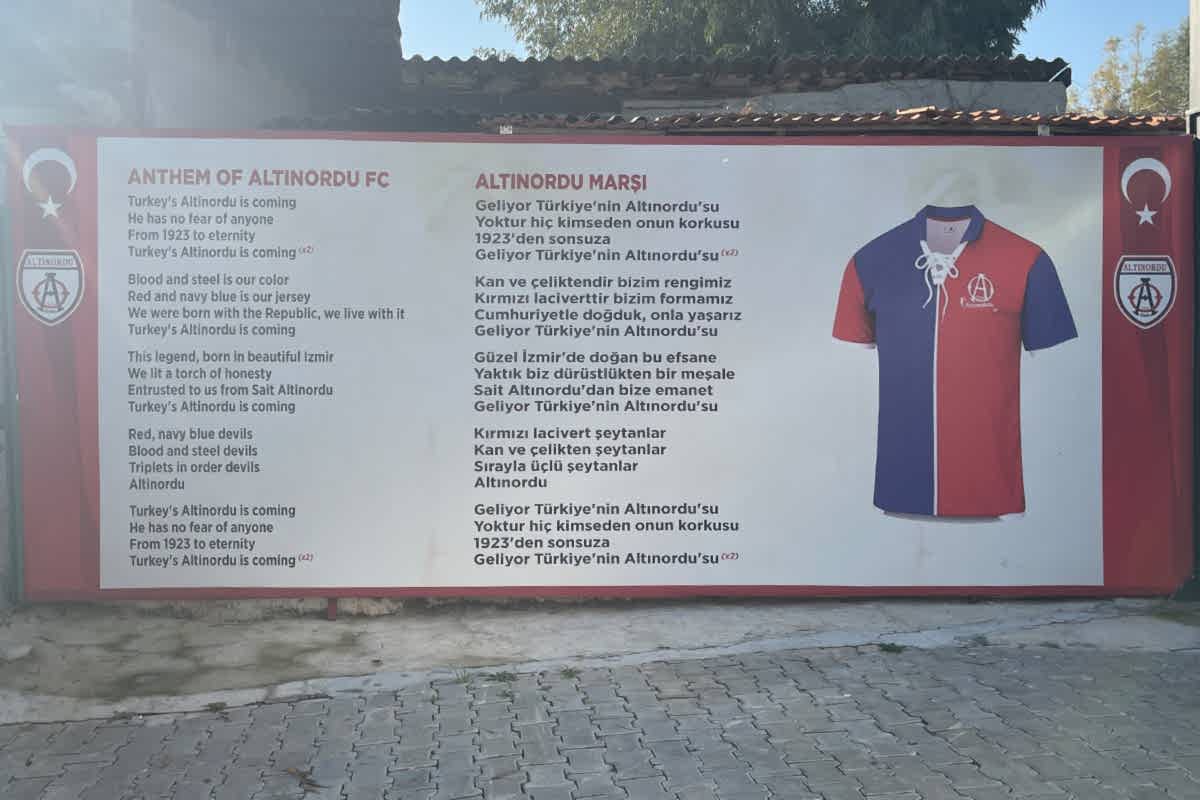 ANTHEM OF ALTINORDU FC
Turkey's Altinordu is coming
He has no fear of anyone
From 1923 to eternity
Turkey's Altinordu is coming (x2)
Blood and steel is our color
Red and navy blue is our jersey
We were born with the Republic, we live with it
Turkey's Altinordu is coming
This legend, born in beautiful Izmir
We lit a torch of honesty
Entrusted to us from Sait Altinordu
Turkey's Altinordu is coming
Red, navy blue devils
Blood and steel devils
Triplets in order devils
Altinordu
Turkey's Altinordu is coming
He has no fear of anyone
From 1923 to eternity
Turkey's Altinordu is coming (x2)
ALTINORDU MARŞI
Geliyor Türkiye'nin Altınordu'su
Yoktur hiç kimseden onun korkusu
1923'den sonsuza
Geliyor Türkiye'nin Altınordu'su (x2)
Kan ve çeliktendir bizim rengimiz
Kırmızı laciverttir bizim formamız
Cumhuriyetle doğduk, onla yaşarız
Geliyor Türkiye'nin Altınordu'su
Güzel İzmir'de doğan bu efsane
Yaktık biz dürüstlükten bir meşale
Sait Altınordu'dan bize emanet
Geliyor Türkiye'nin Altınordu'su
Kırmızı lacivert şeytanlar
Kan ve çelikten şeytanlar
Sırayla üçlü şeytanlar
Altınordu
Geliyor Türkiye'nin Altınordu'su
Yoktur hiç kimseden onun korkusu
1923'den sonsuza
Geliyor Türkiye'nin Altınordu'su (x2)
ALTINORDU
ALTINORDU